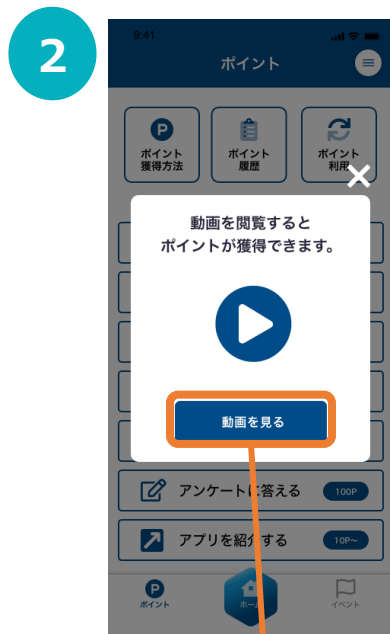 2
9:41
ポイント
ポイント
獲得方法
ポイント
履歴
ポイント
利用
動画を閲覧すると
ポイントが獲得できます。
動画を見る
アンケートに答える
100P
アプリを紹介する
10P~
ポイント
ホーム
イベント